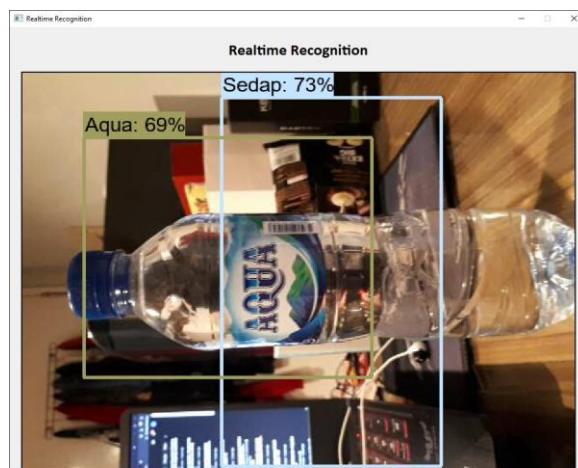 Realtime Recognition
Realtime Recognition
Sedap: 73%
Aqua: 69%
AQUA